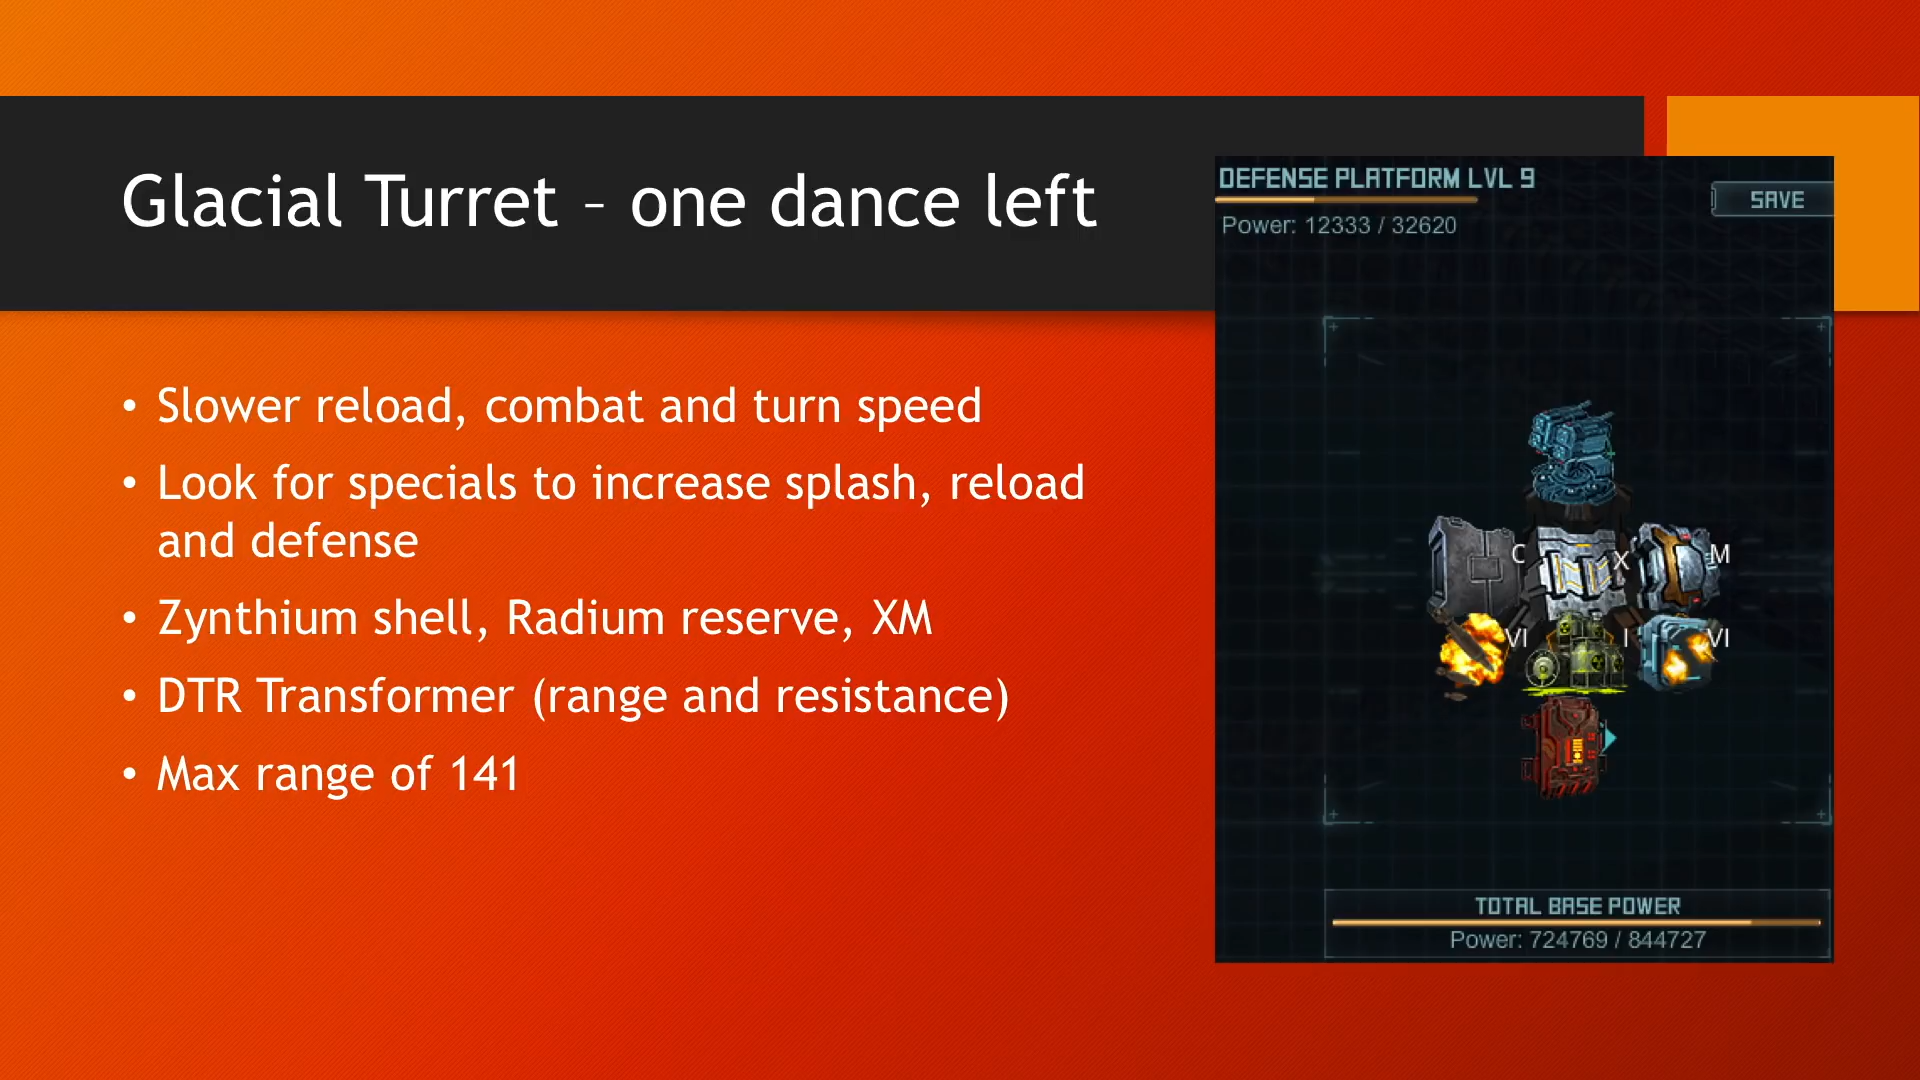 Glacial Turret – one dance left
• Slower reload, combat and turn speed
• Look for specials to increase splash, reload
and defense
• Zynthium shell, Radium reserve, XM
• DTR Transformer (range and resistance)
• Max range of 141
DEFENSE PLATFORM LVL 9
SAVE
Power: 12333 / 32620
C X M
VI I VI
TOTAL BASE POWER
Power: 724769 / 844727